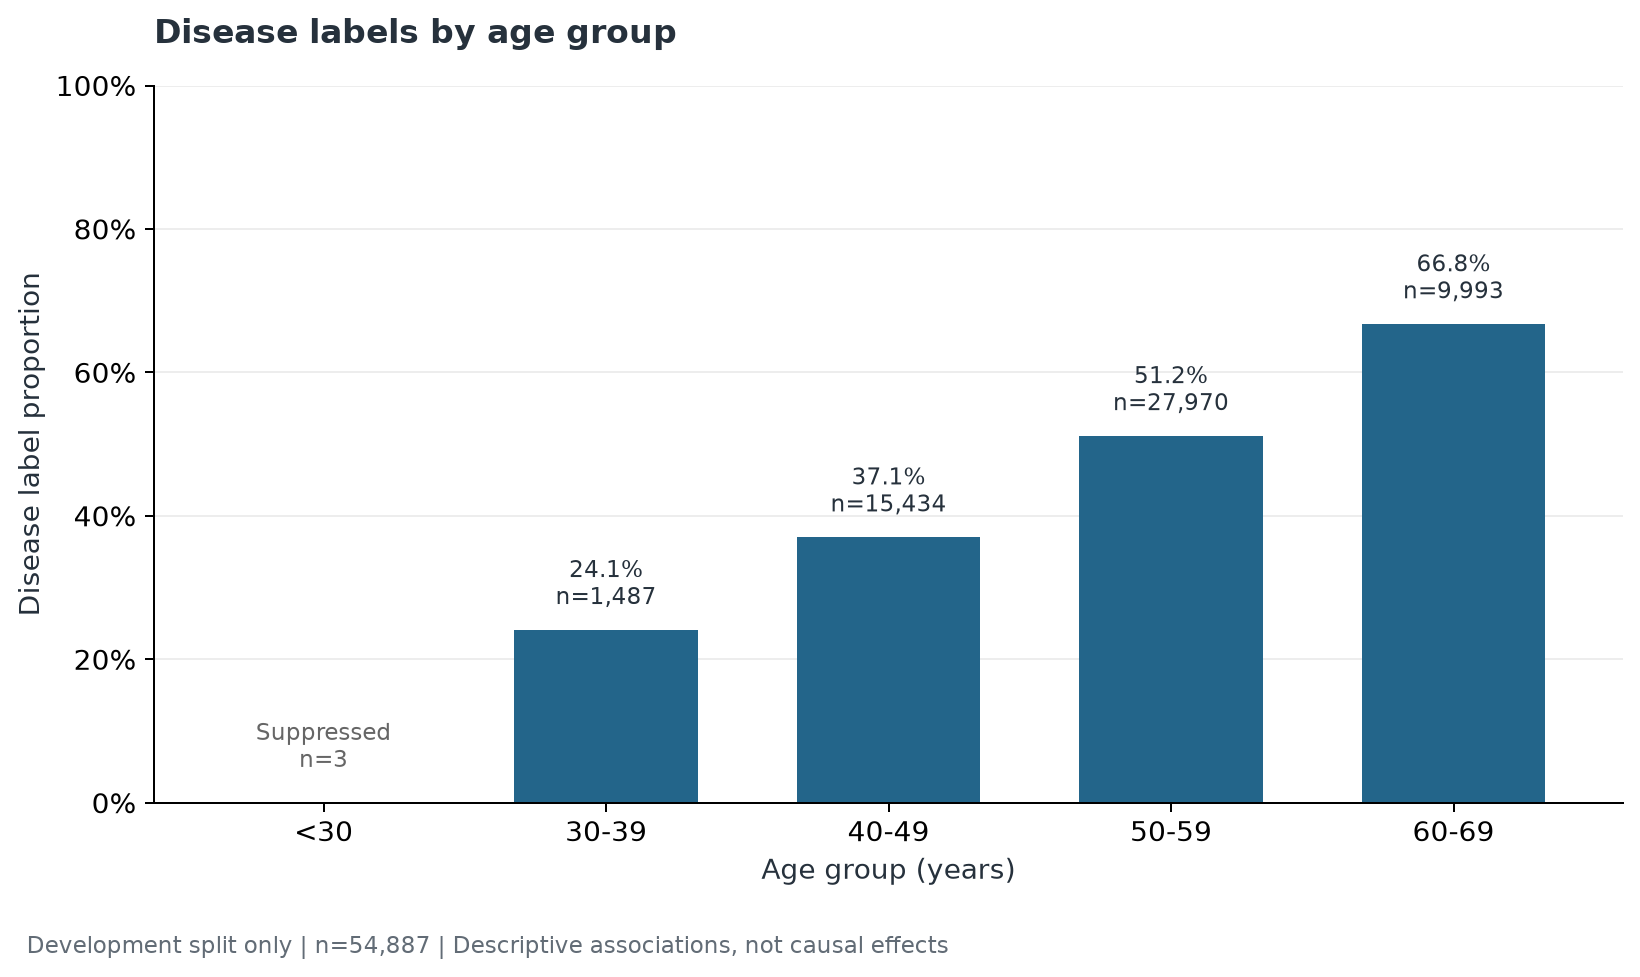 Disease labels by age group
100%
80%
60%
40%
20%
0%
Disease label proportion
Suppressed
n=3
24.1%
n=1,487
37.1%
n=15,434
51.2%
n=27,970
66.8%
n=9,993
<30
30-39
40-49
50-59
60-69
Age group (years)
Development split only | n=54,887 | Descriptive associations, not causal effects